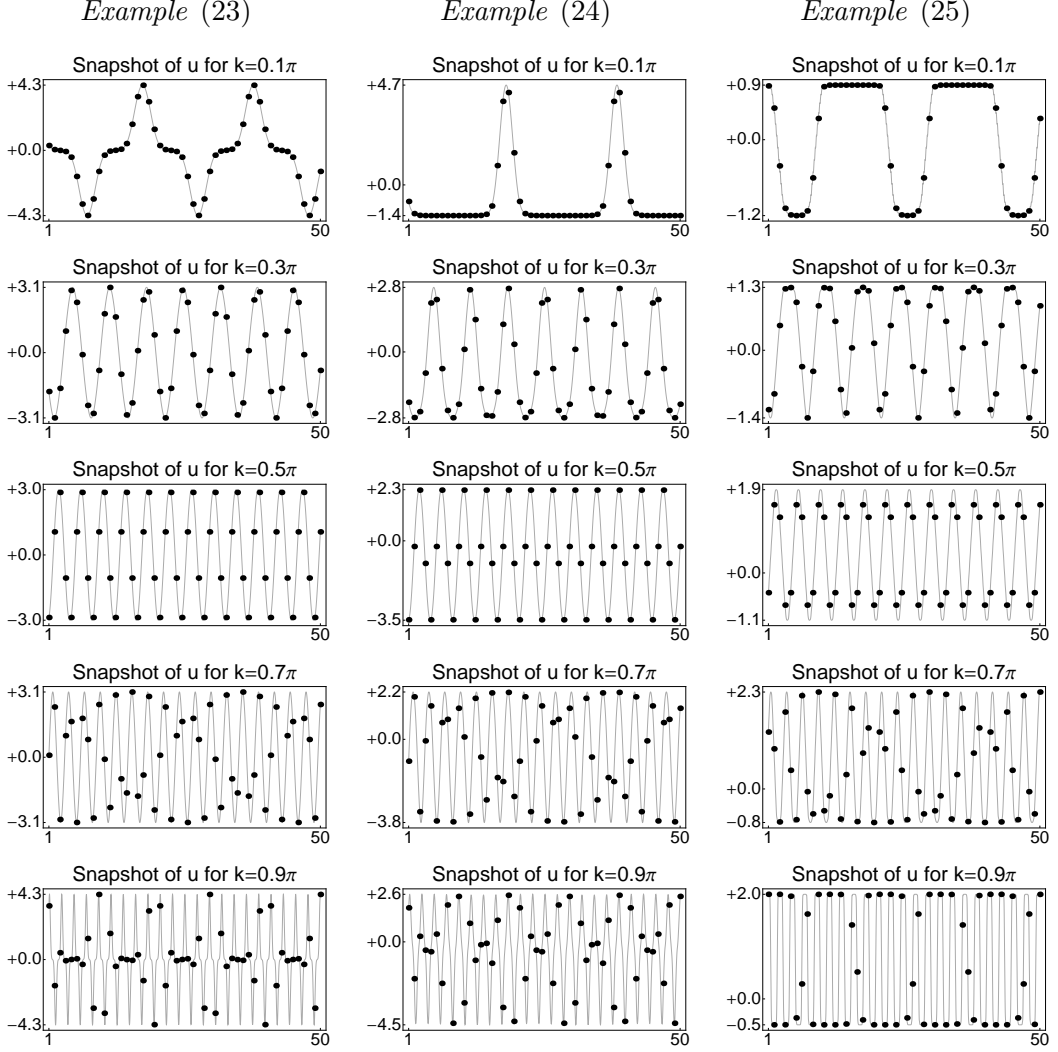 Example (23) Example (24) Example (25)
Snapshot of u for k=0.1π Snapshot of u for k=0.1π Snapshot of u for k=0.1π
+4.3 +4.7 +0.9
+0.0 +0.0 +0.0
−4.3 −1.4 −1.2
1 50 1 50 1 50
Snapshot of u for k=0.3π Snapshot of u for k=0.3π Snapshot of u for k=0.3π
+3.1 +2.8 +1.3
+0.0 +0.0 +0.0
−3.1 −2.8 −1.4
1 50 1 50 1 50
Snapshot of u for k=0.5π Snapshot of u for k=0.5π Snapshot of u for k=0.5π
+3.0 +2.3 +1.9
+0.0 +0.0 +0.0
−3.0 −3.5 −1.1
1 50 1 50 1 50
Snapshot of u for k=0.7π Snapshot of u for k=0.7π Snapshot of u for k=0.7π
+3.1 +2.2 +2.3
+0.0 +0.0 +0.0
−3.1 −3.8 −0.8
1 50 1 50 1 50
Snapshot of u for k=0.9π Snapshot of u for k=0.9π Snapshot of u for k=0.9π
+4.3 +2.6 +2.0
+0.0 +0.0 +0.0
−4.3 −4.5 −0.5
1 50 1 50 1 50